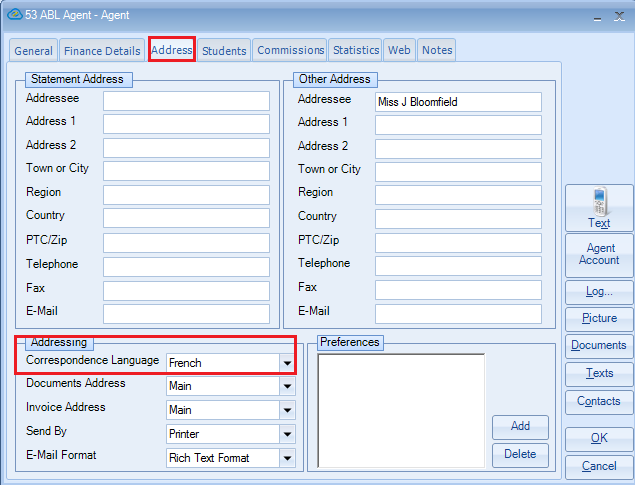 53 ABL Agent - Agent
General Finance Details Address Students Commissions Statistics Web Notes
Statement Address
Addressee
Address 1
Address 2
Town or City
Region
Country
PTC/Zip
Telephone
Fax
E-Mail
Other Address
Addressee Miss J Bloomfield
Address 1
Address 2
Town or City
Region
Country
PTC/Zip
Telephone
Fax
E-Mail
Addressing
Correspondence Language French
Documents Address Main
Invoice Address Main
Send By Printer
E-Mail Format Rich Text Format
Preferences
Add
Delete
Text
Agent
Account
Log...
Picture
Documents
Texts
Contacts
OK
Cancel